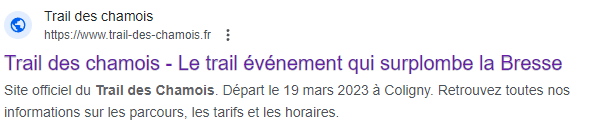 Trail des chamois
https://www.trail-des-chamois.fr
Trail des chamois - Le trail événement qui surplombe la Bresse
Site officiel du Trail des Chamois. Départ le 19 mars 2023 à Coligny. Retrouvez toutes nos
informations sur les parcours, les tarifs et les horaires.